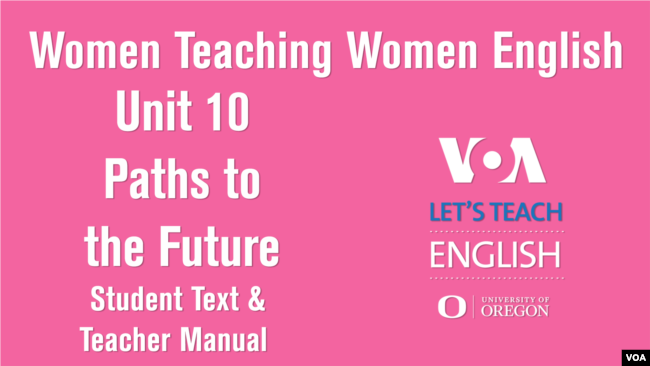 Women Teaching Women English
Unit 10
Paths to
the Future
Student Text &
Teacher Manual
VOA
LET'S TEACH
ENGLISH
O UNIVERSITY OF
OREGON
VOA